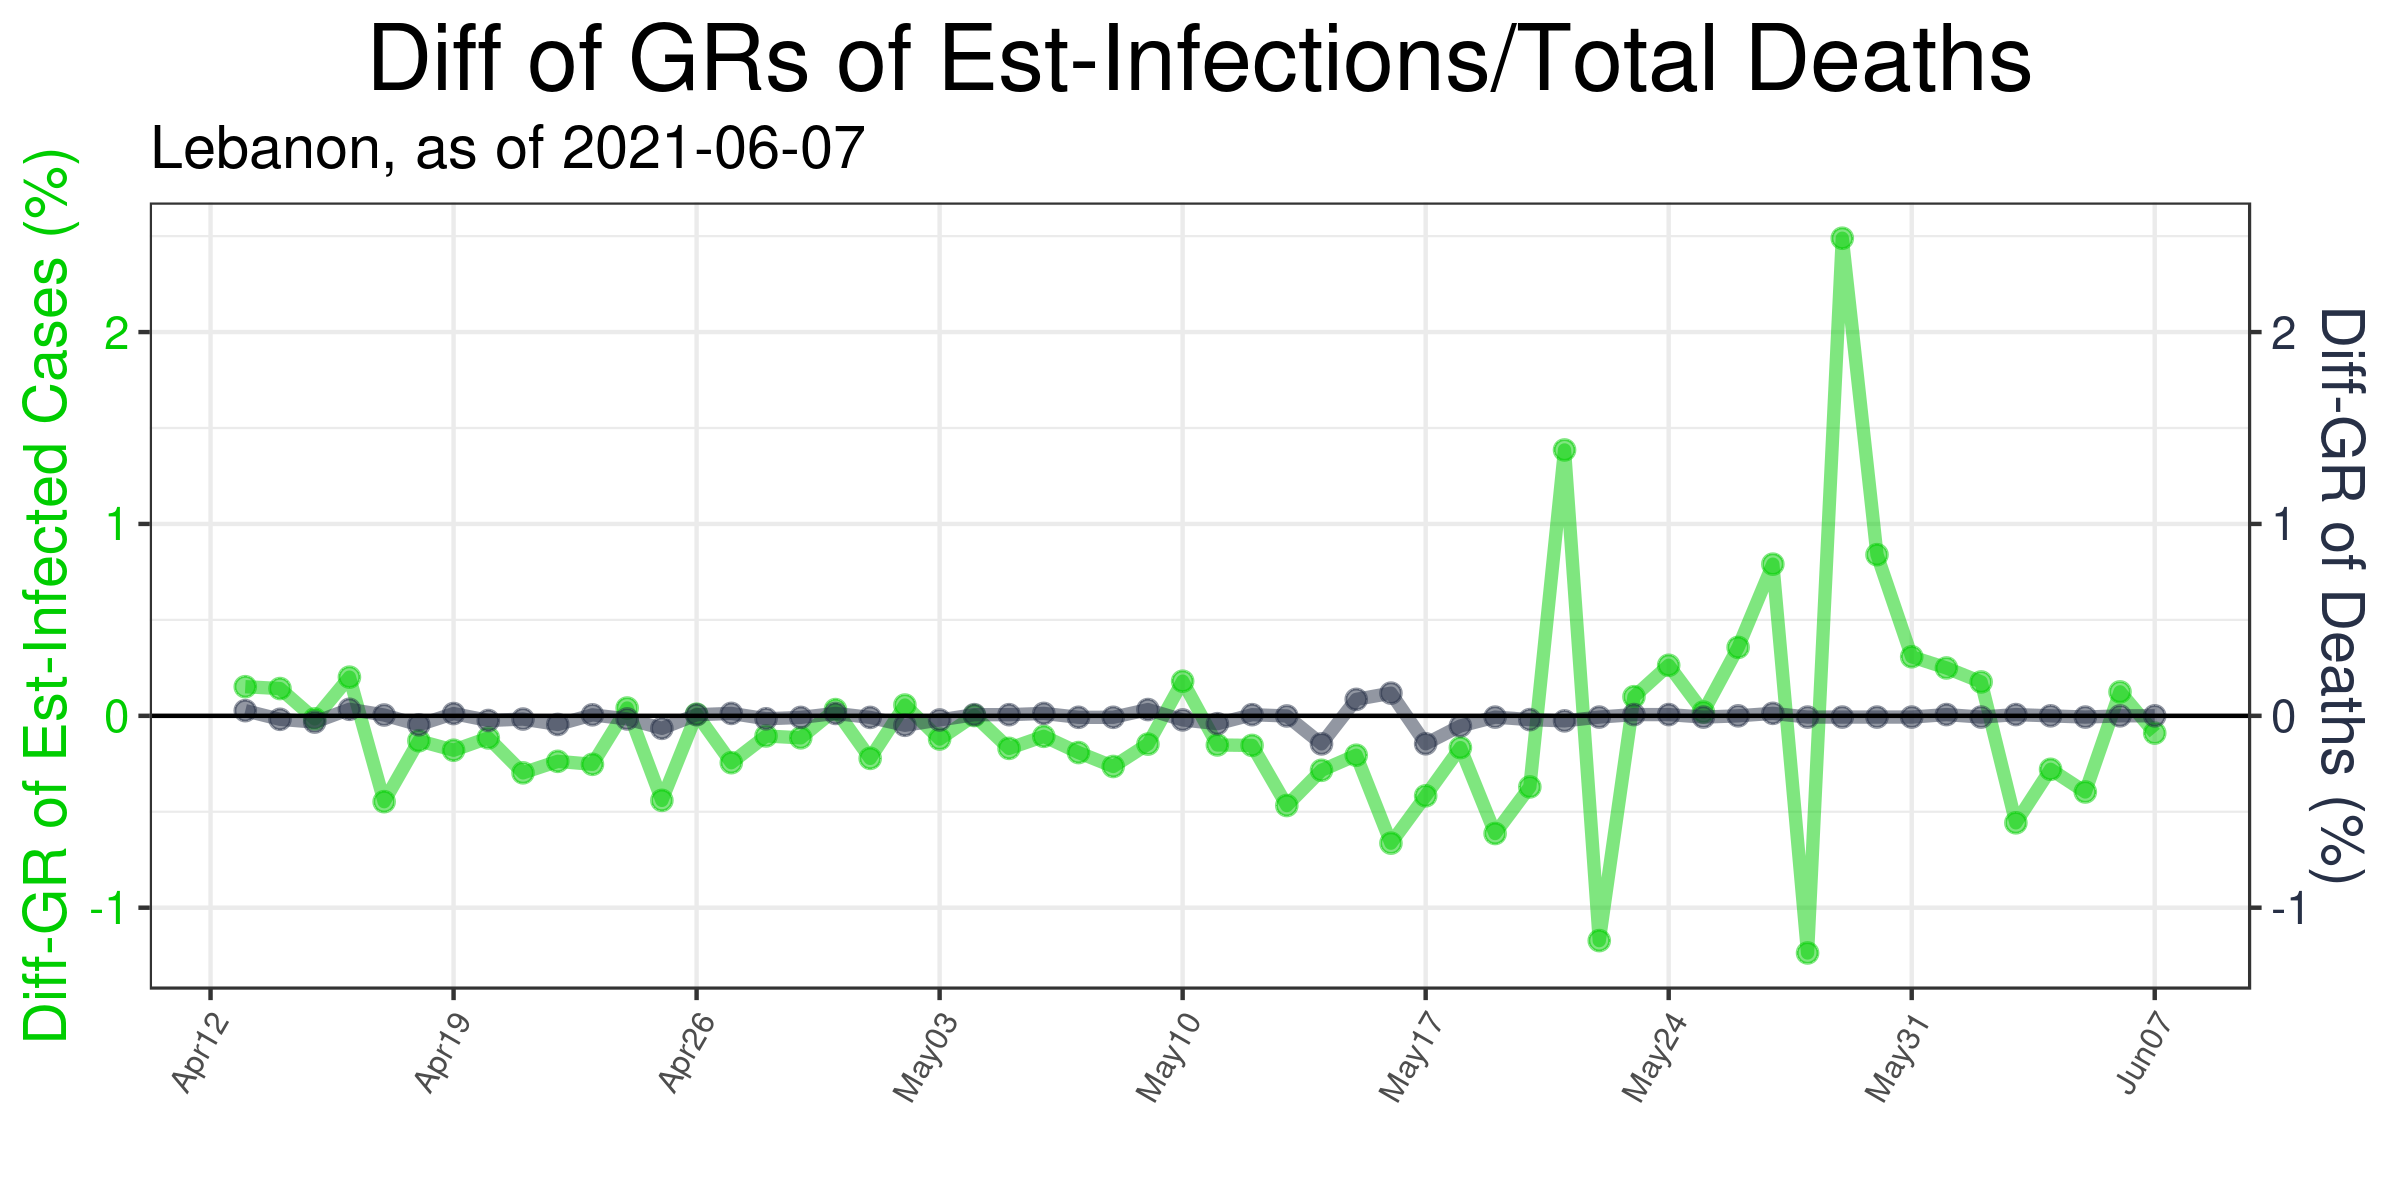 Diff of GRs of Est-Infections/Total Deaths
Lebanon, as of 2021-06-07
Diff-GR of Est-Infected Cases (%)
2
1
0
-1
2
1
0
-1
Diff-GR of Deaths (%)
Apr12
Apr19
Apr26
May03
May10
May17
May24
May31
Jun07